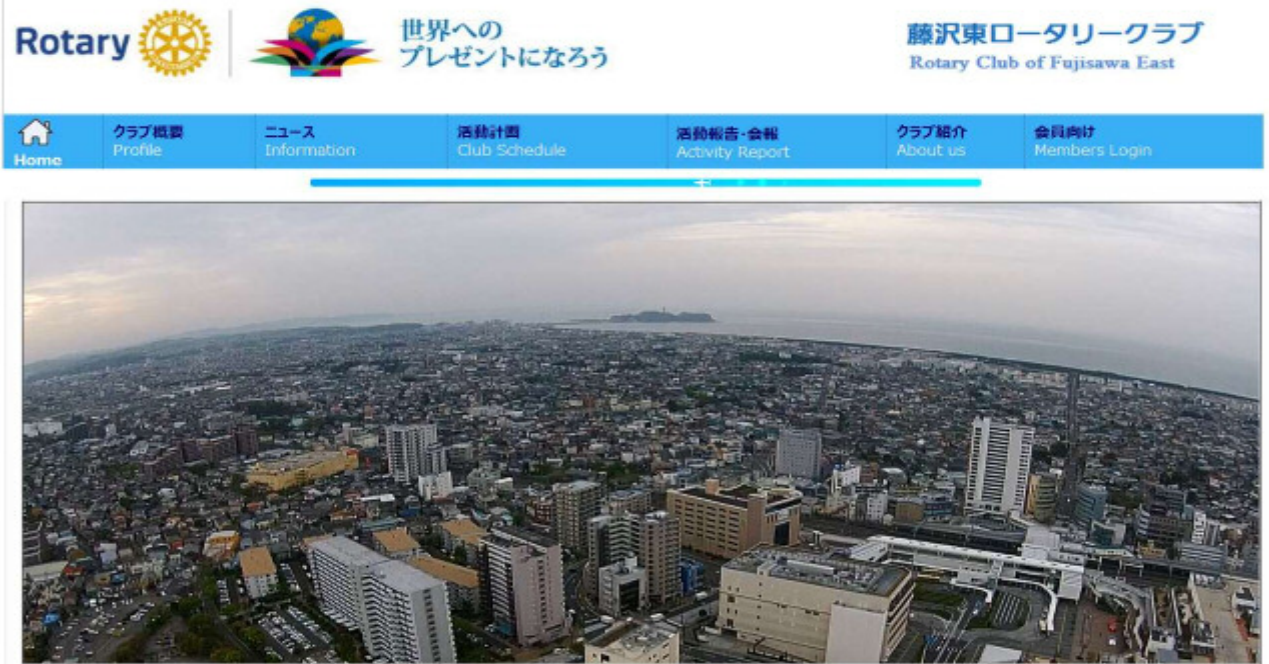 Rotary
世界への
プレゼントになろう
藤沢東ロータリークラブ
Rotary Club of Fujisawa East
Home
クラブ概要
Profile
ニュース
Information
活動計画
Club Schedule
活動報告・会報
Activity Report
クラブ紹介
About us
会員向け
Members Login